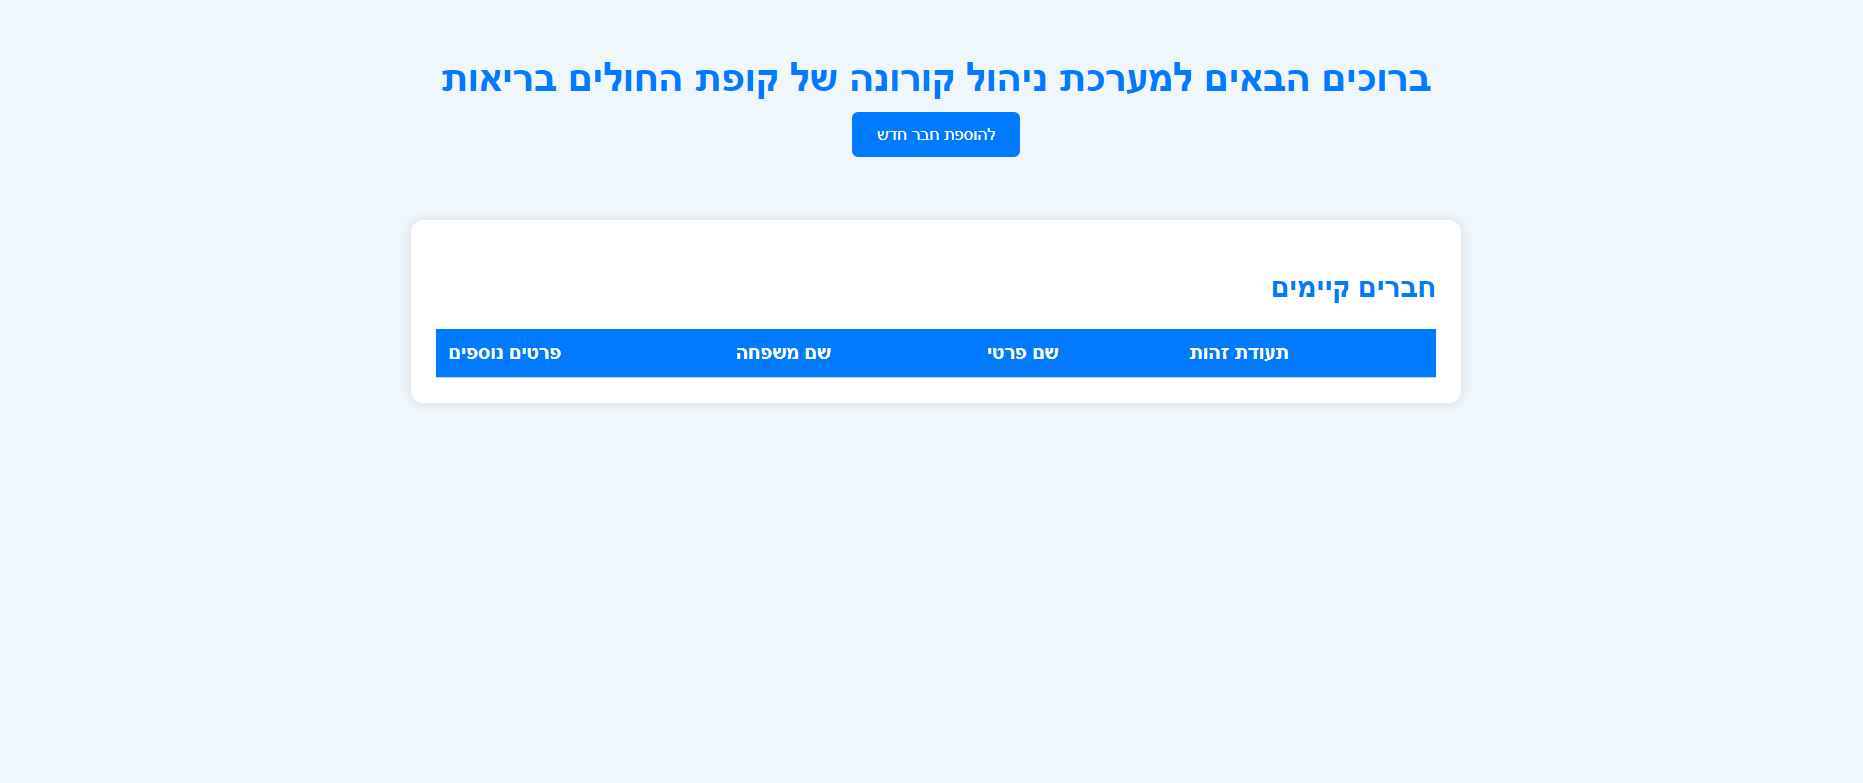 ברוכים הבאים למערכת ניהול קורונה של קופת החולים בריאות
להוספת חבר חדש
חברים קיימים
תעודת זהות שם פרטי שם משפחה פרטים נוספים